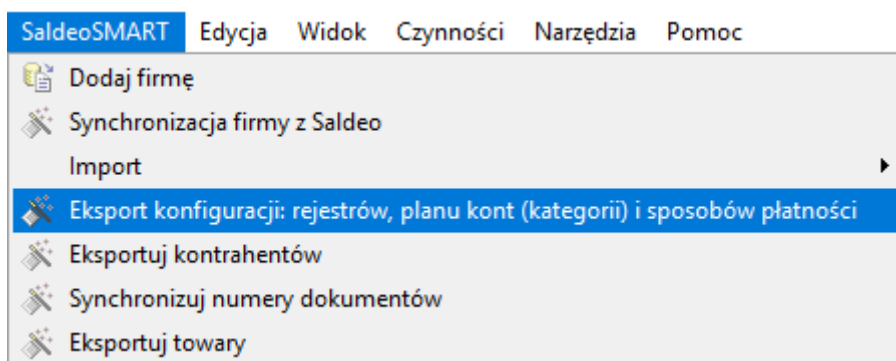 SaldeoSMART Edycja Widok Czynności Narzędzia Pomoc
Dodaj firmę
Synchronizacja firmy z Saldeo
Import
Eksport konfiguracji: rejestrów, planu kont (kategorii) i sposobów płatności
Eksportuj kontrahentów
Synchronizuj numery dokumentów
Eksportuj towary